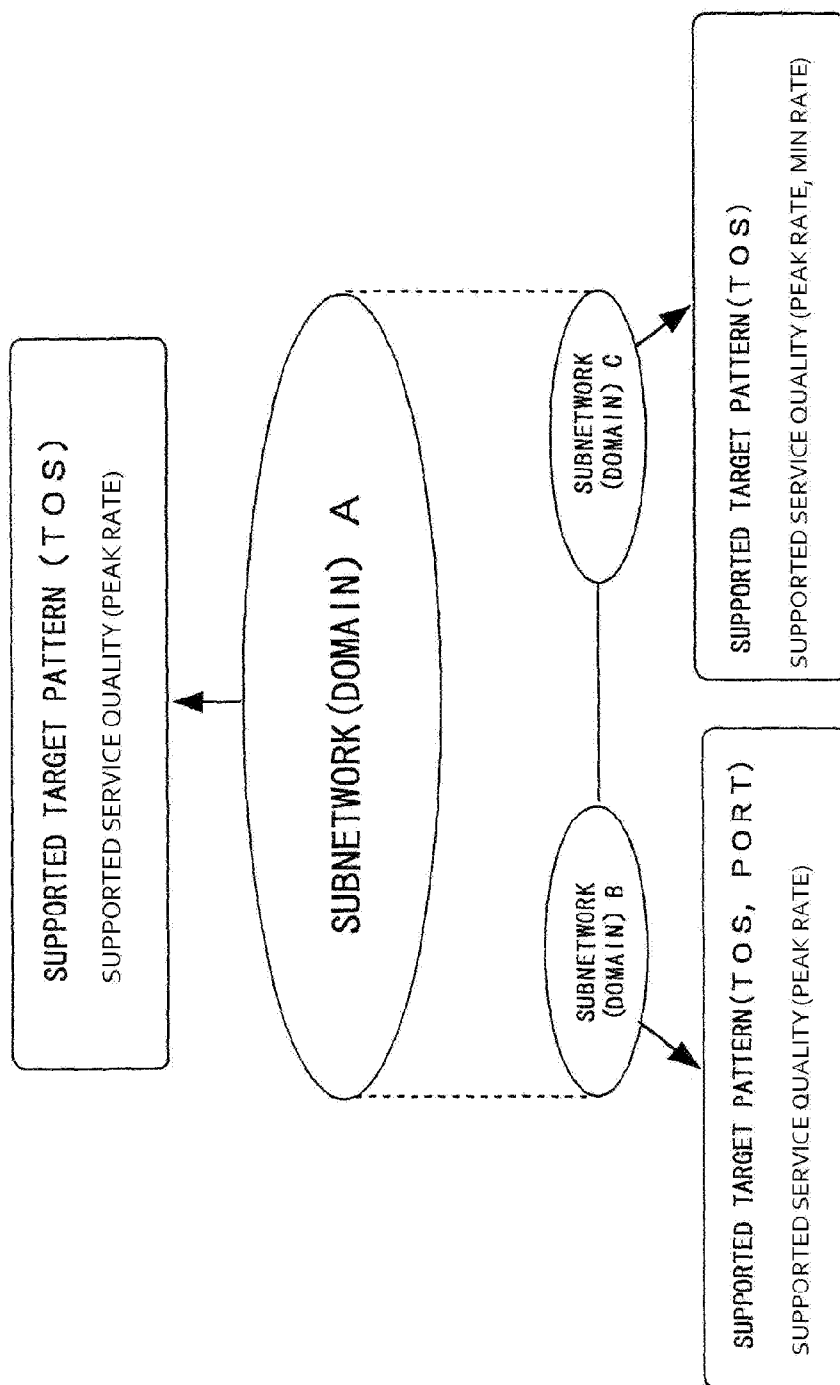 SUPPORTED TARGET PATTERN (TOS)
SUPPORTED SERVICE QUALITY (PEAK RATE)
SUBNETWORK (DOMAIN) A
SUBNETWORK
(DOMAIN) B
SUBNETWORK
(DOMAIN) C
SUPPORTED TARGET PATTERN(TOS, PORT)
SUPPORTED SERVICE QUALITY (PEAK RATE)
SUPPORTED TARGET PATTERN(TOS)
SUPPORTED SERVICE QUALITY (PEAK RATE, MIN RATE)